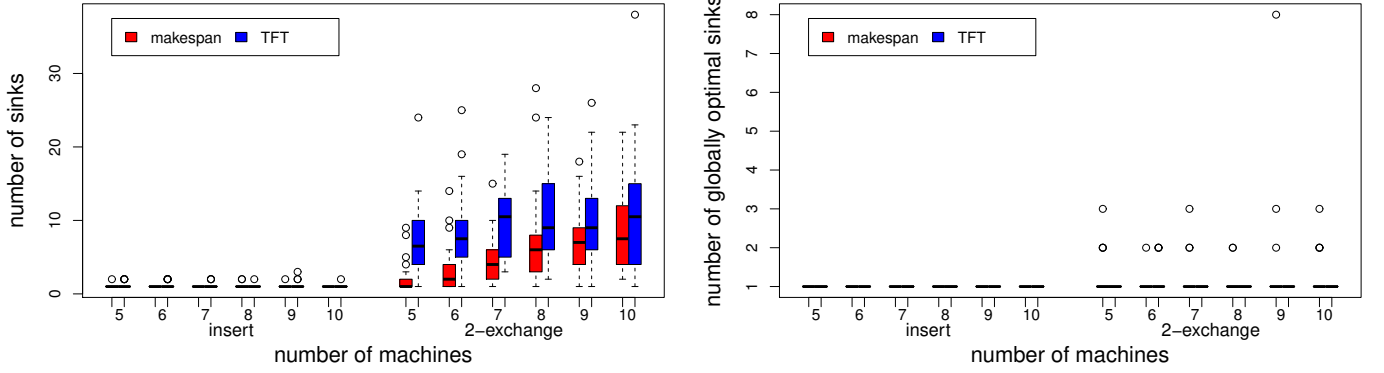 number of sinks
30
20
10
0
makespan TFT
5 6 7 8 9 10 5 6 7 8 9 10
insert 2−exchange
number of machines
number of globally optimal sinks
8
7
6
5
4
3
2
1
makespan TFT
5 6 7 8 9 10 5 6 7 8 9 10
insert 2−exchange
number of machines